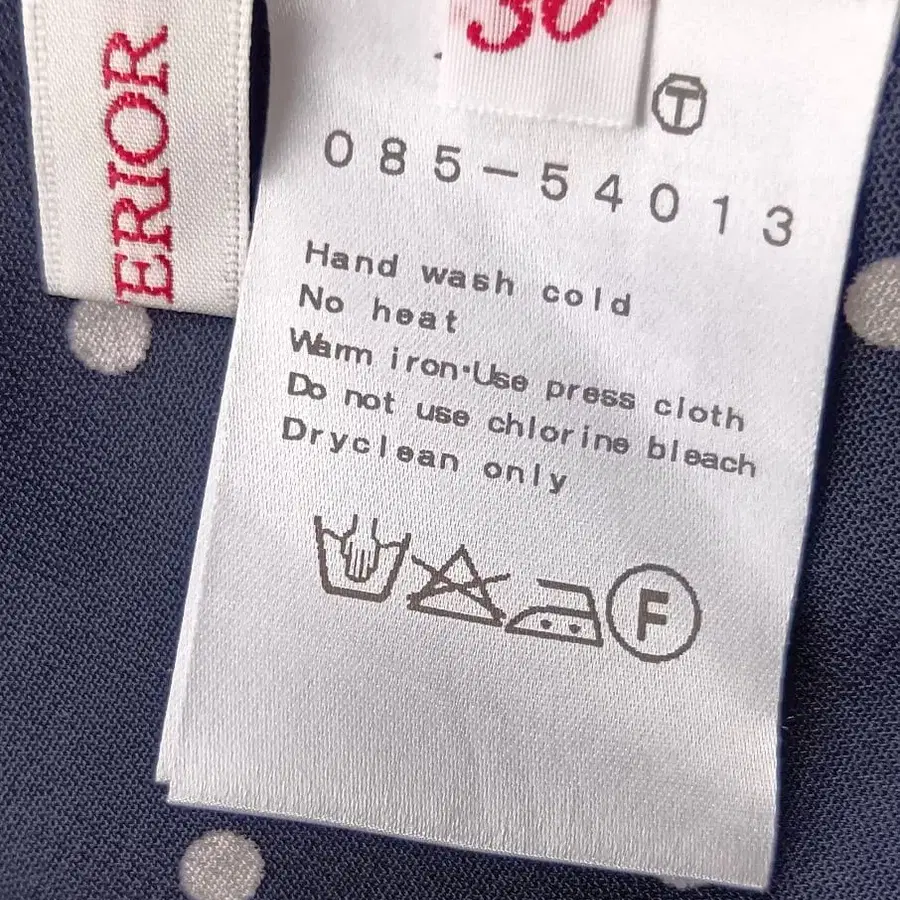 ERIOR
30
T
085-54013
Hand wash cold
No heat
Warm iron·Use press cloth
Do not use chlorine bleach
Dryclean only
F